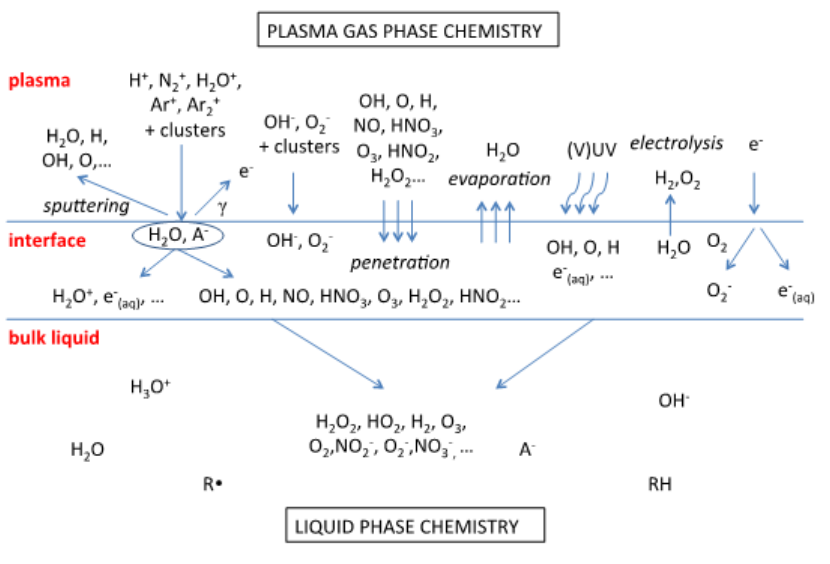 PLASMA GAS PHASE CHEMISTRY
plasma
H⁺, N₂⁺, H₂O⁺,
Ar⁺, Ar₂⁺
+ clusters
H₂O, H,
OH, O,...
sputtering
e⁻
γ
OH⁻, O₂⁻
+ clusters
OH, O, H,
NO, HNO₃,
O₃, HNO₂,
H₂O₂...
H₂O
evaporation
(V)UV
electrolysis
H₂,O₂
e⁻
interface
H₂O, A⁻
OH⁻, O₂⁻
penetration
OH, O, H
e⁻(aq), ...
H₂O
O₂
O₂⁻
e⁻(aq)
H₂O⁺, e⁻(aq), ...
OH, O, H, NO, HNO₃, O₃, H₂O₂, HNO₂...
bulk liquid
H₃O⁺
OH⁻
H₂O₂, HO₂, H₂, O₃,
O₂,NO₂⁻, O₂⁻,NO₃⁻, ...
H₂O
A⁻
R•
RH
LIQUID PHASE CHEMISTRY